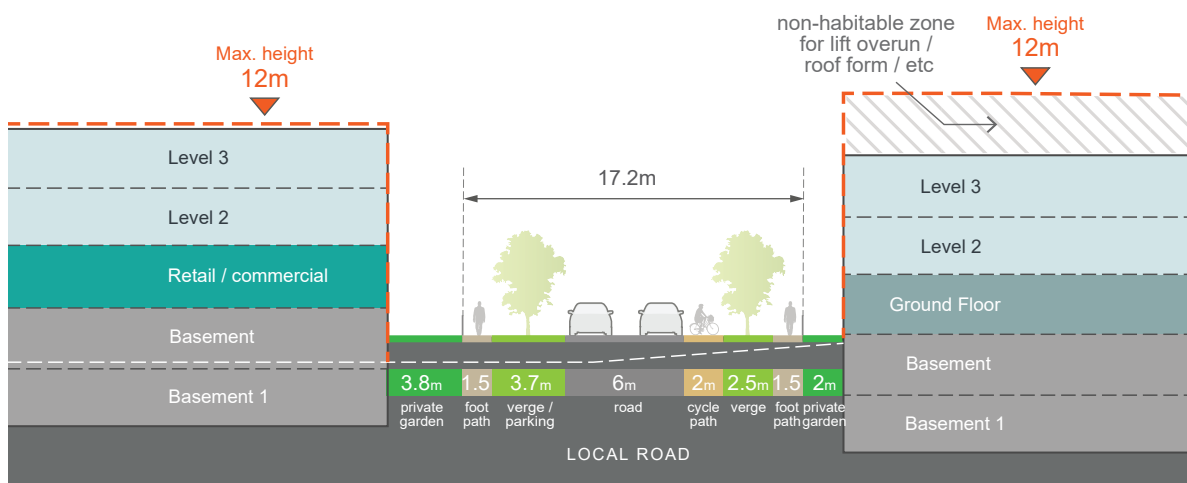 non-habitable zone
for lift overun /
roof form / etc
Max. height
12m
Max. height
12m
17.2m
Level 3
Level 2
Retail / commercial
Basement
Basement 1
Level 3
Level 2
Ground Floor
Basement
Basement 1
3.8m 1.5 3.7m 6m 2m 2.5m 1.5 2m
private
garden
foot
path
verge /
parking
road
cycle
path
verge
foot
path
private
garden
LOCAL ROAD